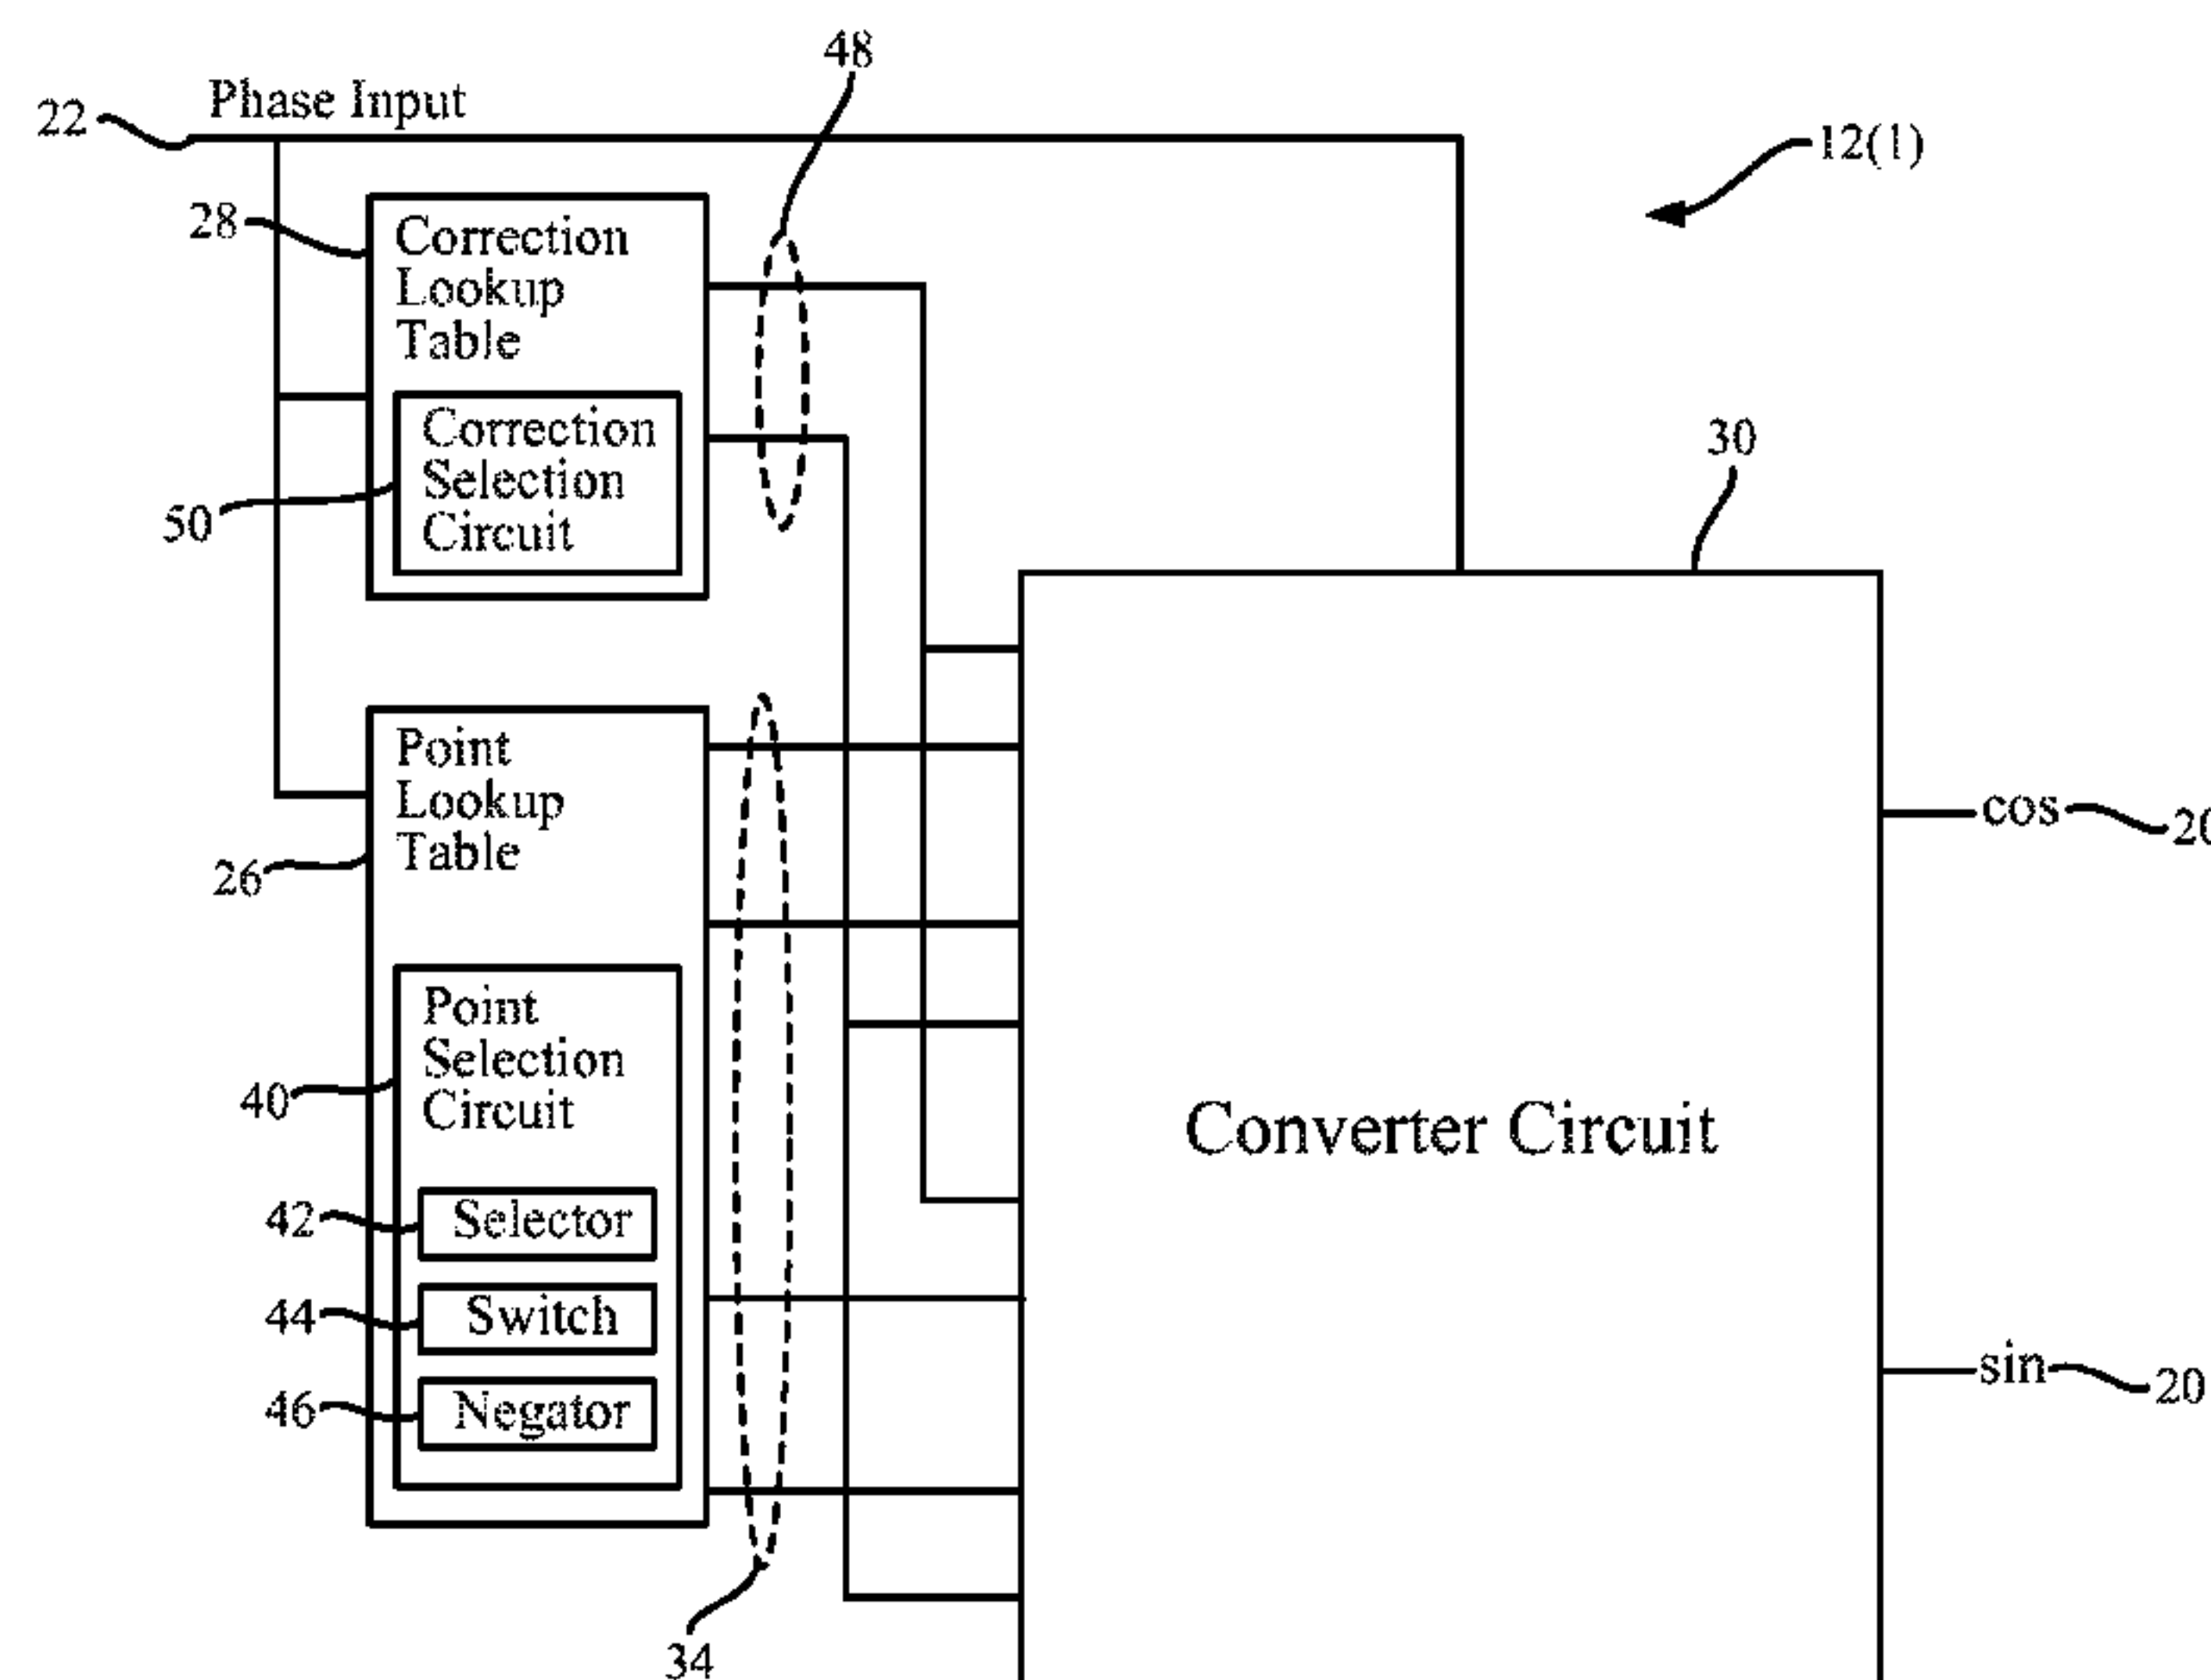 48
Phase Input
22
12(1)
28
Correction
Lookup
Table
30
Correction
Selection
Circuit
50
Point
Lookup
Table
26
cos
20
Point
Selection
Circuit
40
Converter Circuit
42
Selector
44
Switch
sin
20
46
Negator
34